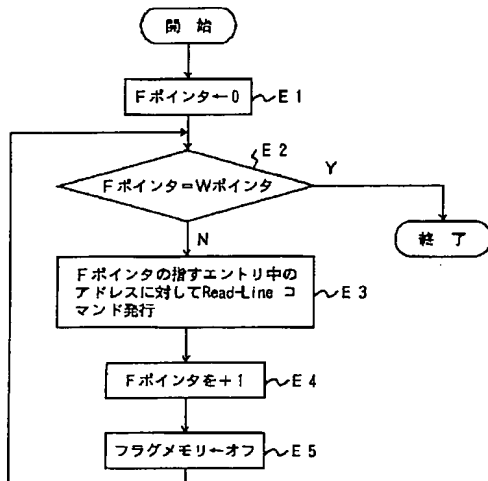 開 始
Fポインタ←0
E1
E2
Y
Fポインタ=Wポインタ
終 了
N
Fポインタの指すエントリ中の
アドレスに対してRead-Line コ
マンド発行
E3
Fポインタを+1
E4
フラグメモリ←オフ
E5